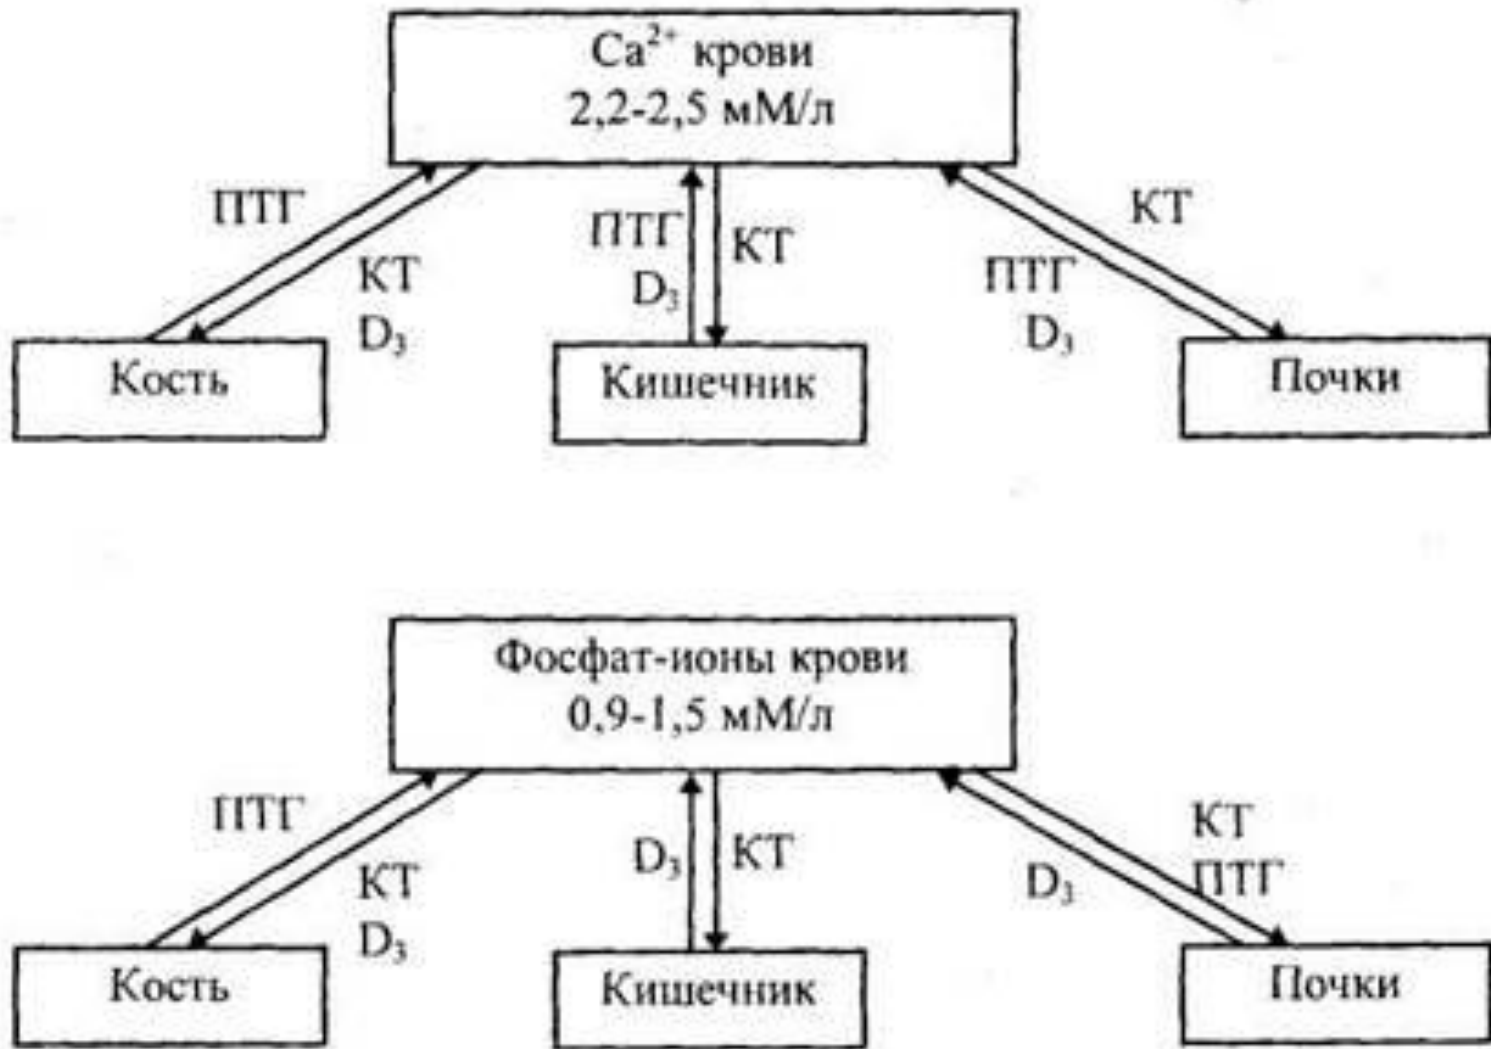 Ca²⁺ крови
2,2-2,5 мМ/л
ПТГ
КТ
D₃
ПТГ
D₃
КТ
ПТГ
D₃
КТ
Кость
Кишечник
Почки
Фосфат-ионы крови
0,9-1,5 мМ/л
ПТГ
КТ
D₃
D₃
КТ
D₃
КТ
ПТГ
Кость
Кишечник
Почки